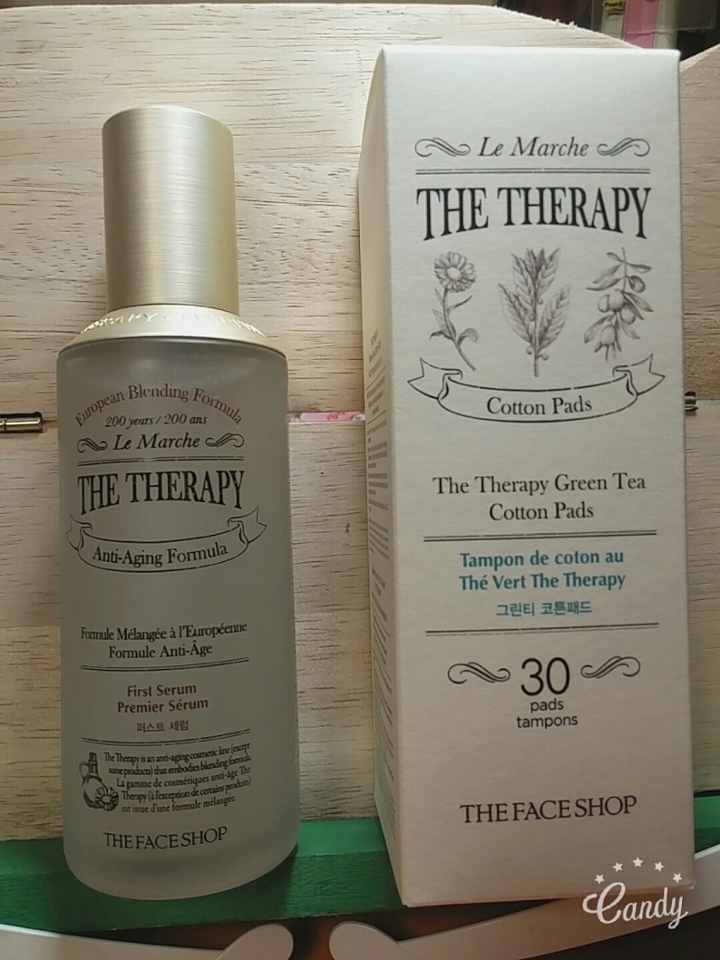 European Blending Formula
200 years / 200 ans
Le Marche
THE THERAPY
Anti-Aging Formula
Formule Mélangée à l'Européenne
Formule Anti-Âge
First Serum
Premier Sérum
퍼스트 세럼
The Therapy is an anti-aging cosmetic line (except
some products) that embodies blending formula.
La gamme de cosmétiques anti-âge The
Therapy (à l'exception de certains produits)
est issue d'une formule mélangée.
THE FACE SHOP
Le Marche
THE THERAPY
Cotton Pads
The Therapy Green Tea
Cotton Pads
Tampon de coton au
Thé Vert The Therapy
그린티 코튼패드
30
pads
tampons
THE FACE SHOP
Candy